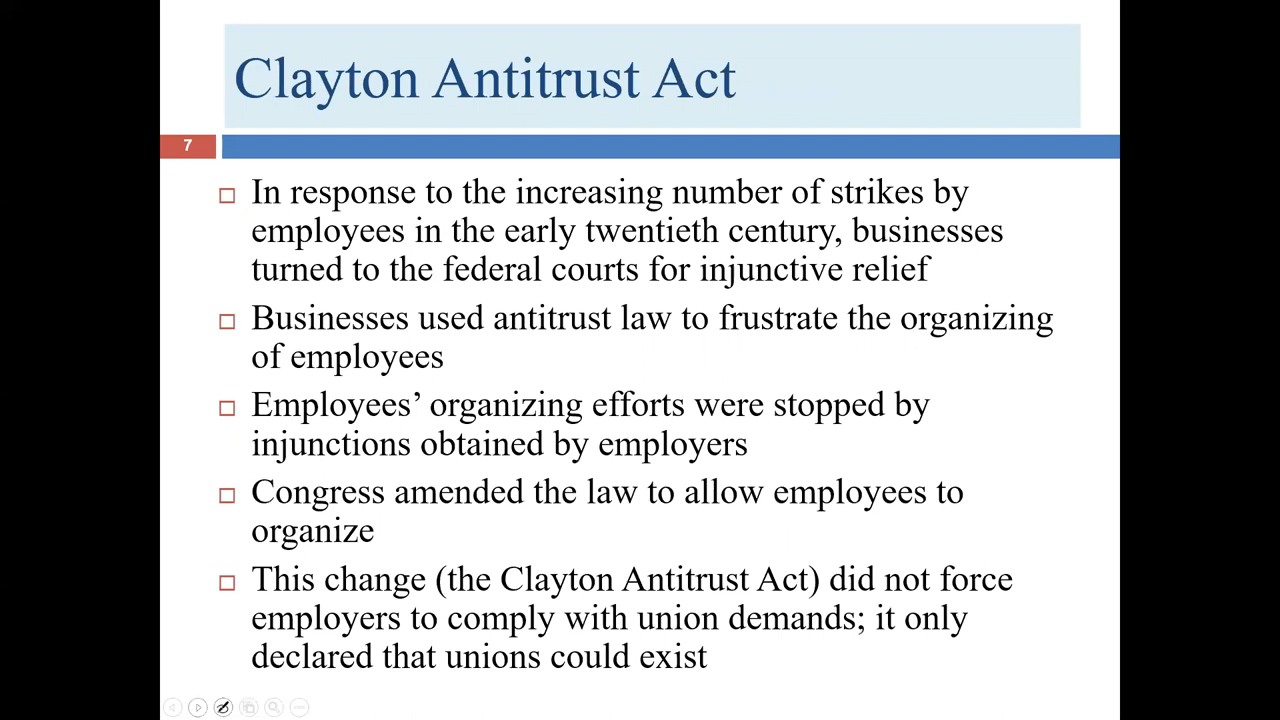 Clayton Antitrust Act
7
In response to the increasing number of strikes by
employees in the early twentieth century, businesses
turned to the federal courts for injunctive relief
Businesses used antitrust law to frustrate the organizing
of employees
Employees’ organizing efforts were stopped by
injunctions obtained by employers
Congress amended the law to allow employees to
organize
This change (the Clayton Antitrust Act) did not force
employers to comply with union demands; it only
declared that unions could exist